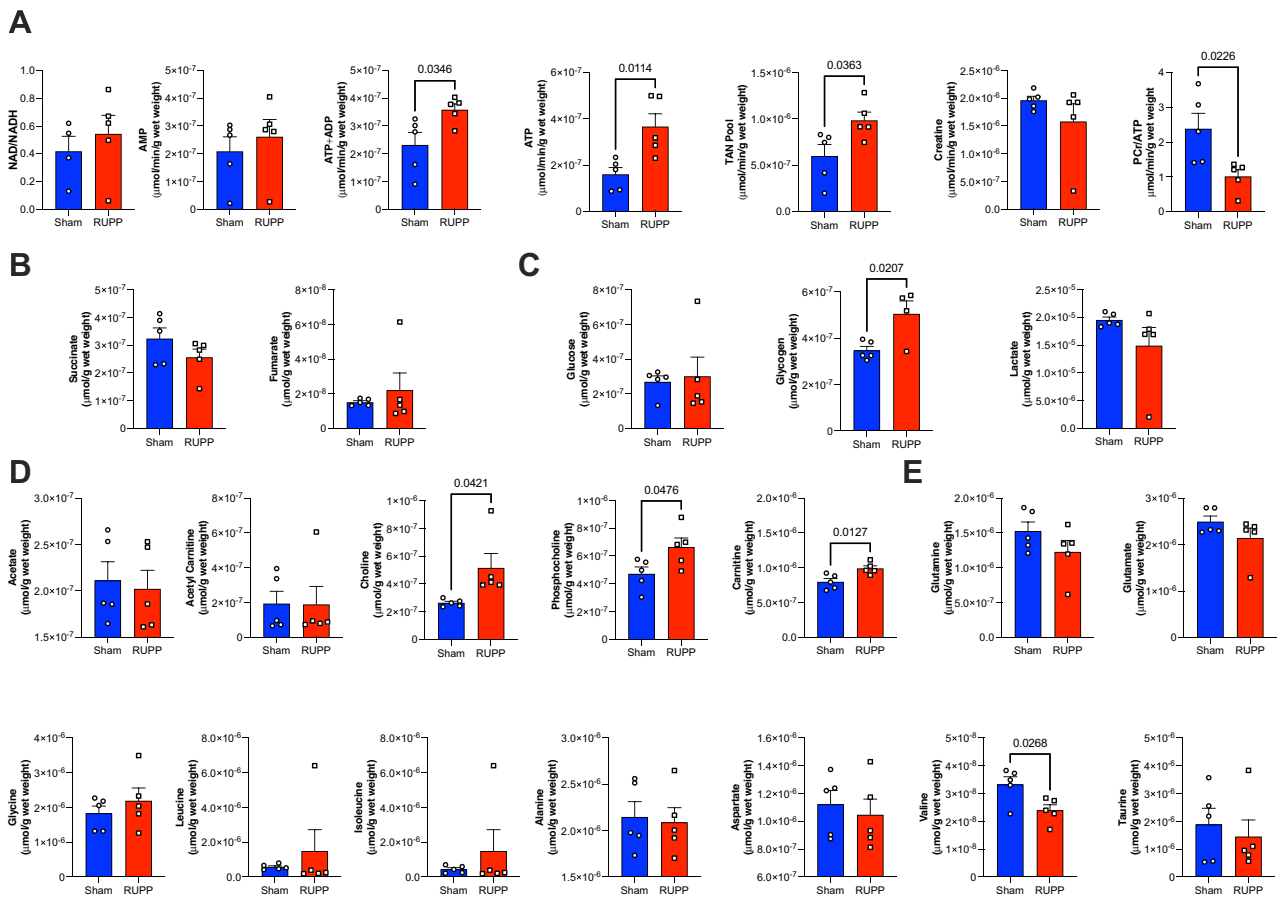 A
NAD/NADH
1.0
0.8
0.6
0.4
0.2
0.0
Sham RUPP
AMP
(μmol/min/g wet weight)
5×10⁻⁷
4×10⁻⁷
3×10⁻⁷
2×10⁻⁷
1×10⁻⁷
0
Sham RUPP
ATP+ADP
(μmol/min/g wet weight)
5×10⁻⁷
4×10⁻⁷
3×10⁻⁷
2×10⁻⁷
1×10⁻⁷
0
0.0346
Sham RUPP
ATP
(μmol/min/g wet weight)
6×10⁻⁷
4×10⁻⁷
2×10⁻⁷
0
0.0114
Sham RUPP
TAN Pool
(μmol/min/g wet weight)
1.5×10⁻⁶
1.0×10⁻⁶
5.0×10⁻⁷
0.0
0.0363
Sham RUPP
Creatine
(μmol/min/g wet weight)
2.5×10⁻⁶
2.0×10⁻⁶
1.5×10⁻⁶
1.0×10⁻⁶
5.0×10⁻⁷
0.0
Sham RUPP
PCr/ATP
μmol/min/g wet weight)
4
3
2
1
0
0.0226
Sham RUPP
B
Succinate
(μmol/g wet weight)
5×10⁻⁷
4×10⁻⁷
3×10⁻⁷
2×10⁻⁷
1×10⁻⁷
0
Sham RUPP
Fumarate
(μmol/g wet weight)
8×10⁻⁸
6×10⁻⁸
4×10⁻⁸
2×10⁻⁸
0
Sham RUPP
C
Glucose
(μmol/g wet weight)
8×10⁻⁷
6×10⁻⁷
4×10⁻⁷
2×10⁻⁷
0
Sham RUPP
Glycogen
(μmol/g wet weight)
6×10⁻⁷
4×10⁻⁷
2×10⁻⁷
0
0.0207
Sham RUPP
Lactate
(μmol/g wet weight)
2.5×10⁻⁵
2.0×10⁻⁵
1.5×10⁻⁵
1.0×10⁻⁵
5.0×10⁻⁶
0.0
Sham RUPP
D
Acetate
(μmol/g wet weight)
3.0×10⁻⁷
2.5×10⁻⁷
2.0×10⁻⁷
1.5×10⁻⁷
Sham RUPP
Acetyl Carnitine
(μmol/g wet weight)
8×10⁻⁷
6×10⁻⁷
4×10⁻⁷
2×10⁻⁷
0
Sham RUPP
Choline
(μmol/g wet weight)
1×10⁻⁶
8×10⁻⁷
6×10⁻⁷
4×10⁻⁷
2×10⁻⁷
0
0.0421
Sham RUPP
Phosphocholine
(μmol/g wet weight)
1×10⁻⁶
8×10⁻⁷
6×10⁻⁷
4×10⁻⁷
2×10⁻⁷
0
0.0476
Sham RUPP
Carnitine
(μmol/g wet weight)
2.0×10⁻⁶
1.5×10⁻⁶
1.0×10⁻⁶
5.0×10⁻⁷
0.0
0.0127
Sham RUPP
E
Glutamine
(μmol/g wet weight)
2.0×10⁻⁶
1.5×10⁻⁶
1.0×10⁻⁶
5.0×10⁻⁷
0.0
Sham RUPP
Glutamate
(μmol/g wet weight)
3×10⁻⁶
2×10⁻⁶
1×10⁻⁶
0
Sham RUPP
Glycine
(μmol/g wet weight)
4×10⁻⁶
3×10⁻⁶
2×10⁻⁶
1×10⁻⁶
0
Sham RUPP
Leucine
(μmol/g wet weight)
8.0×10⁻⁶
6.0×10⁻⁶
4.0×10⁻⁶
2.0×10⁻⁶
0.0
Sham RUPP
Isoleucine
(μmol/g wet weight)
8.0×10⁻⁶
6.0×10⁻⁶
4.0×10⁻⁶
2.0×10⁻⁶
0.0
Sham RUPP
Alanine
(μmol/g wet weight)
3.0×10⁻⁶
2.5×10⁻⁶
2.0×10⁻⁶
1.5×10⁻⁶
Sham RUPP
Aspartate
(μmol/g wet weight)
1.6×10⁻⁶
1.4×10⁻⁶
1.2×10⁻⁶
1.0×10⁻⁶
8.0×10⁻⁷
6.0×10⁻⁷
Sham RUPP
Valine
(μmol/g wet weight)
5×10⁻⁸
4×10⁻⁸
3×10⁻⁸
2×10⁻⁸
1×10⁻⁸
0
0.0268
Sham RUPP
Taurine
(μmol/g wet weight)
5×10⁻⁶
4×10⁻⁶
3×10⁻⁶
2×10⁻⁶
1×10⁻⁶
0
Sham RUPP